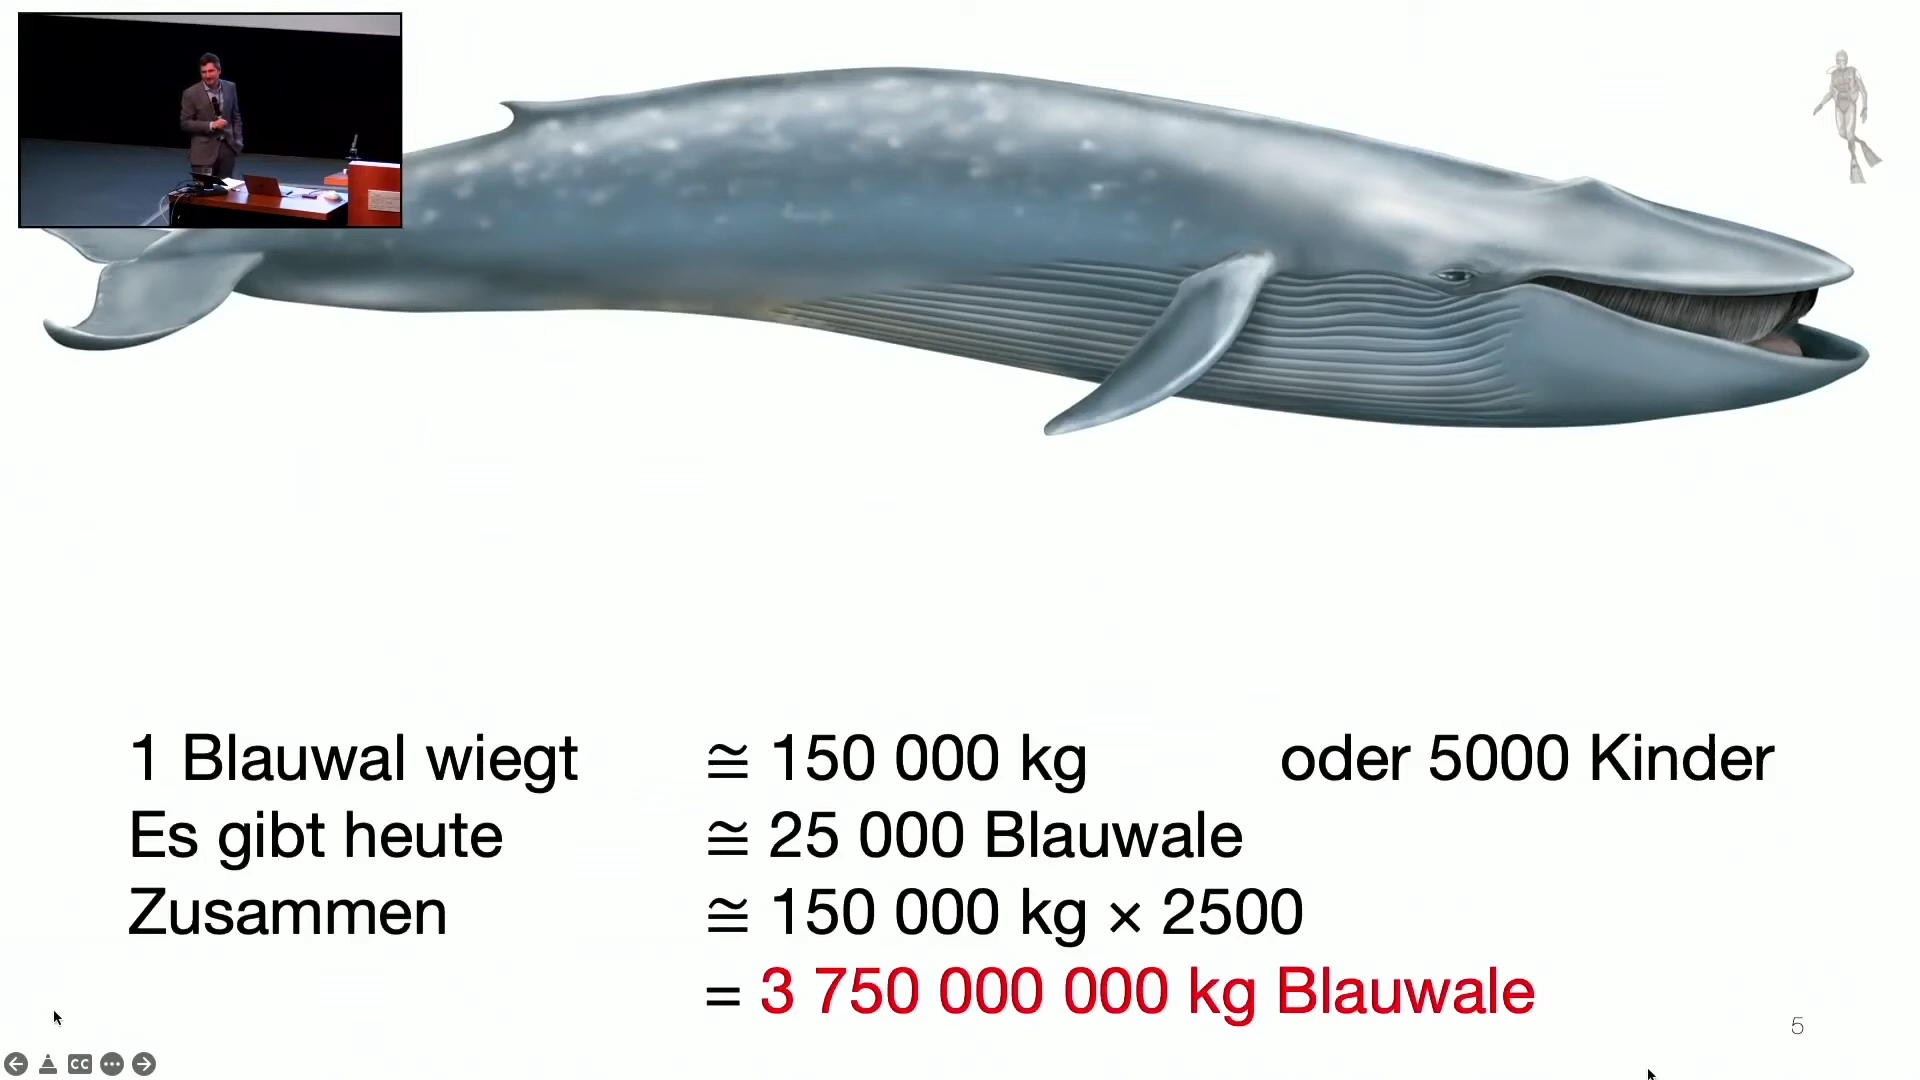 1 Blauwal wiegt ≅ 150 000 kg oder 5000 Kinder
Es gibt heute ≅ 25 000 Blauwale
Zusammen ≅ 150 000 kg × 2500
= 3 750 000 000 kg Blauwale
5
CC